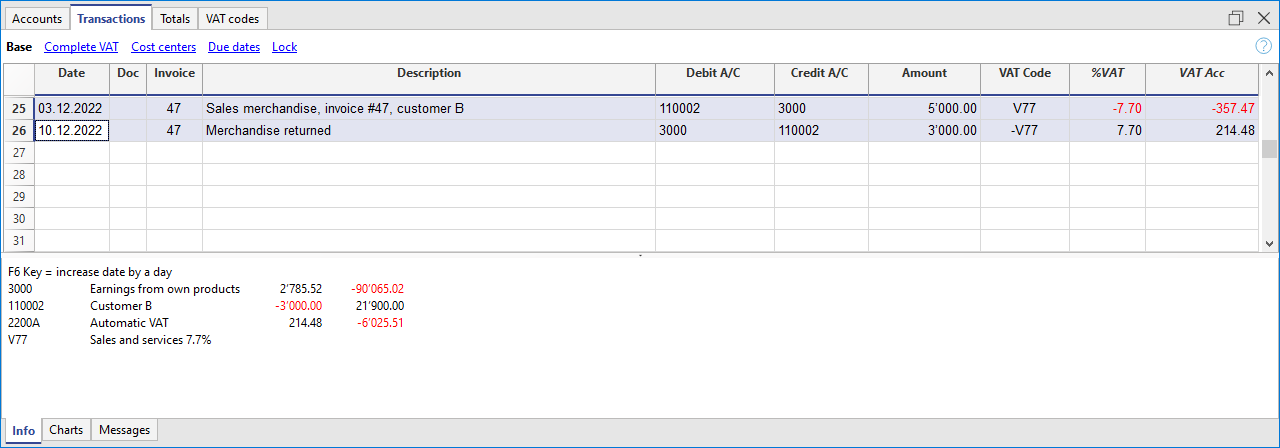 Accounts Transactions Totals VAT codes
Base Complete VAT Cost centers Due dates Lock ?
Date Doc Invoice Description Debit A/C Credit A/C Amount VAT Code %VAT VAT Acc
25 03.12.2022 47 Sales merchandise, invoice #47, customer B 110002 3000 5'000.00 V77 -7.70 -357.47
26 10.12.2022 47 Merchandise returned 3000 110002 3'000.00 -V77 7.70 214.48
27
28
29
30
31
F6 Key = increase date by a day
3000 Earnings from own products 2'785.52 -90'065.02
110002 Customer B -3'000.00 21'900.00
2200A Automatic VAT 214.48 -6'025.51
V77 Sales and services 7.7%
Info Charts Messages